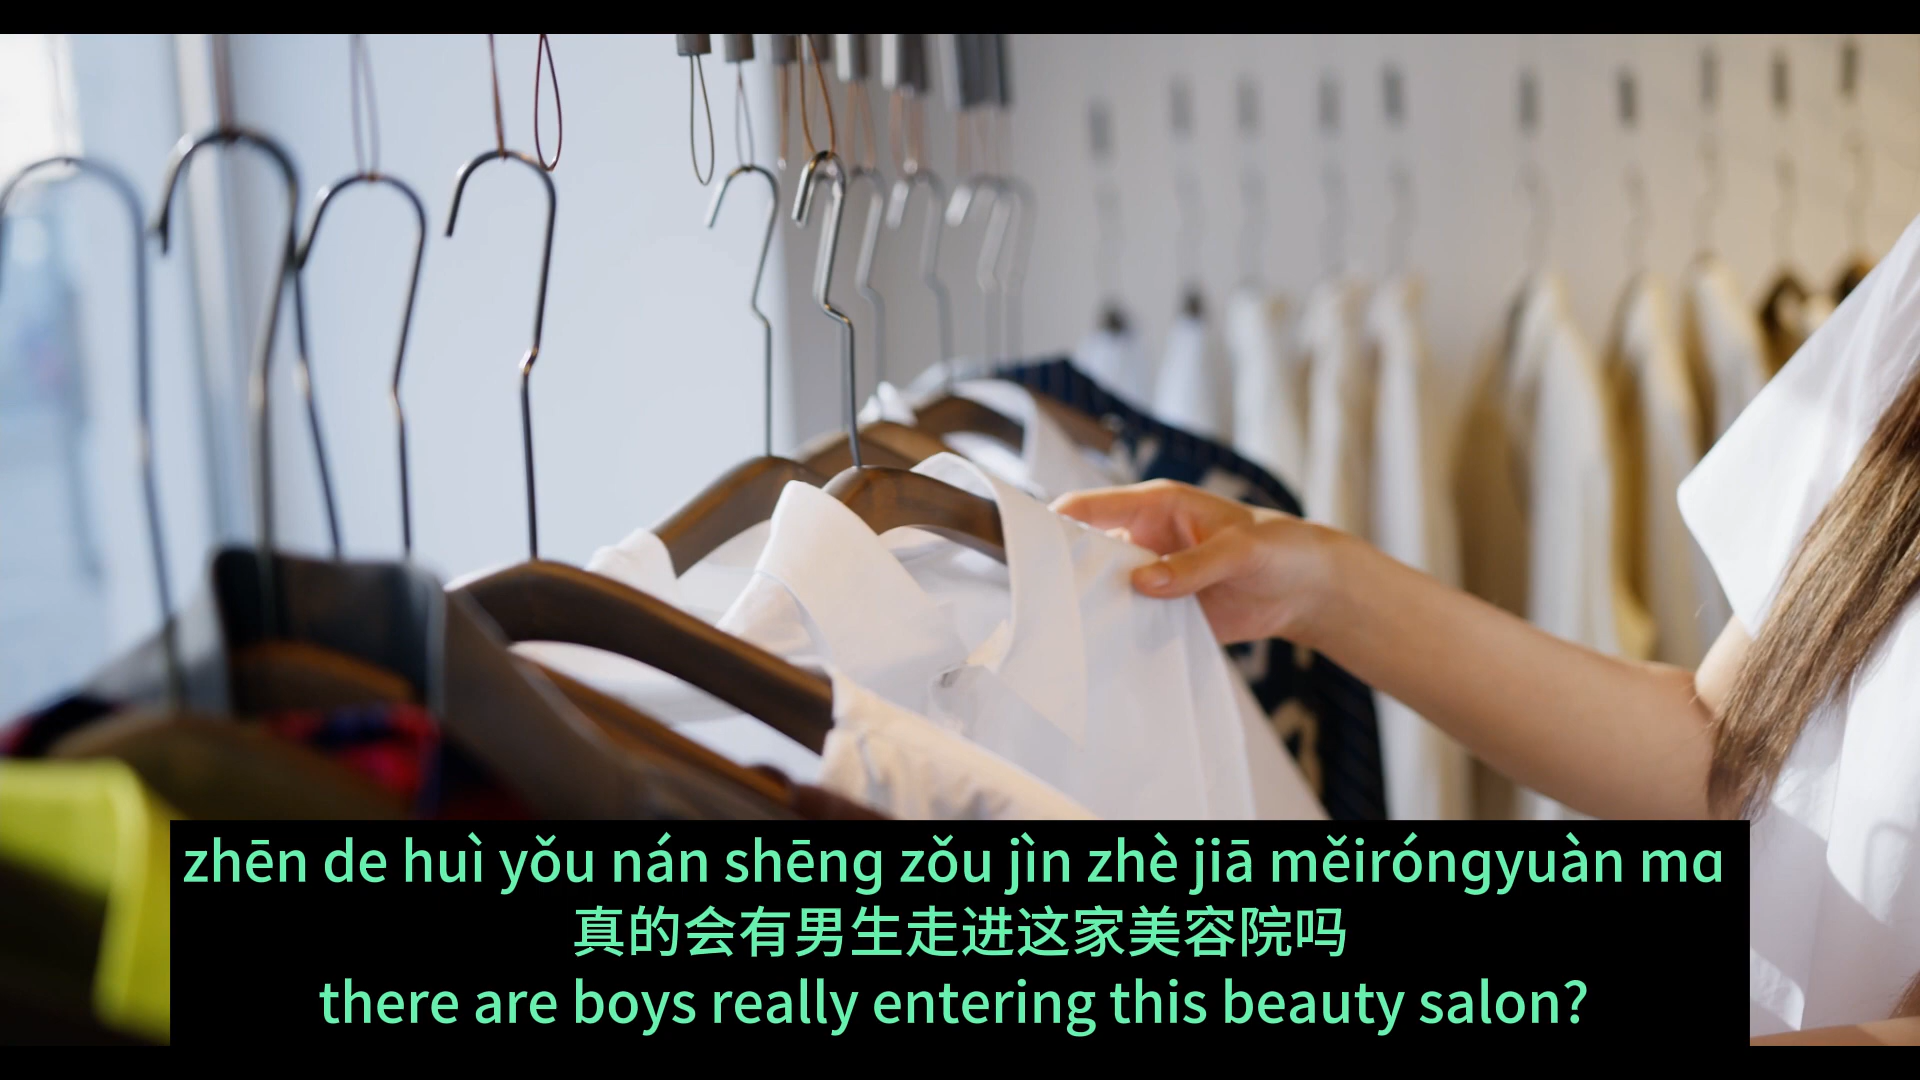 zhēn de huì yǒu nán shēng zǒu jìn zhè jiā měiróngyuàn mɑ
真的会有男生走进这家美容院吗
there are boys really entering this beauty salon?